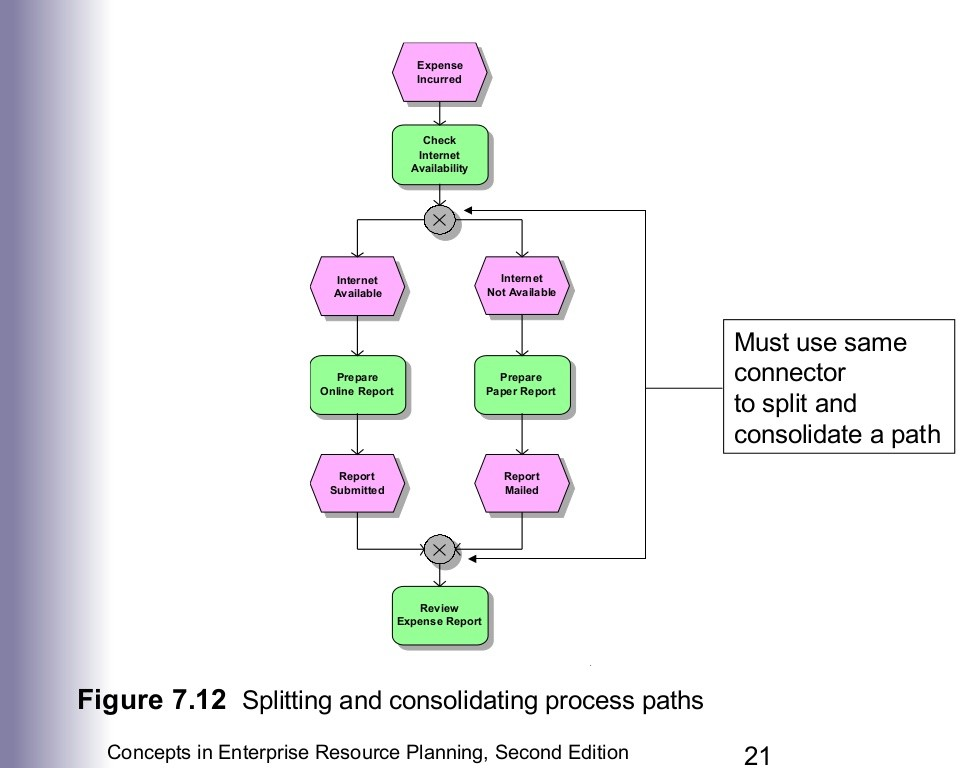 Expense
Incurred
Check
Internet
Availability
Internet
Available
Internet
Not Available
Prepare
Online Report
Prepare
Paper Report
Report
Submitted
Report
Mailed
Review
Expense Report
Must use same
connector
to split and
consolidate a path
Figure 7.12 Splitting and consolidating process paths
Concepts in Enterprise Resource Planning, Second Edition
21